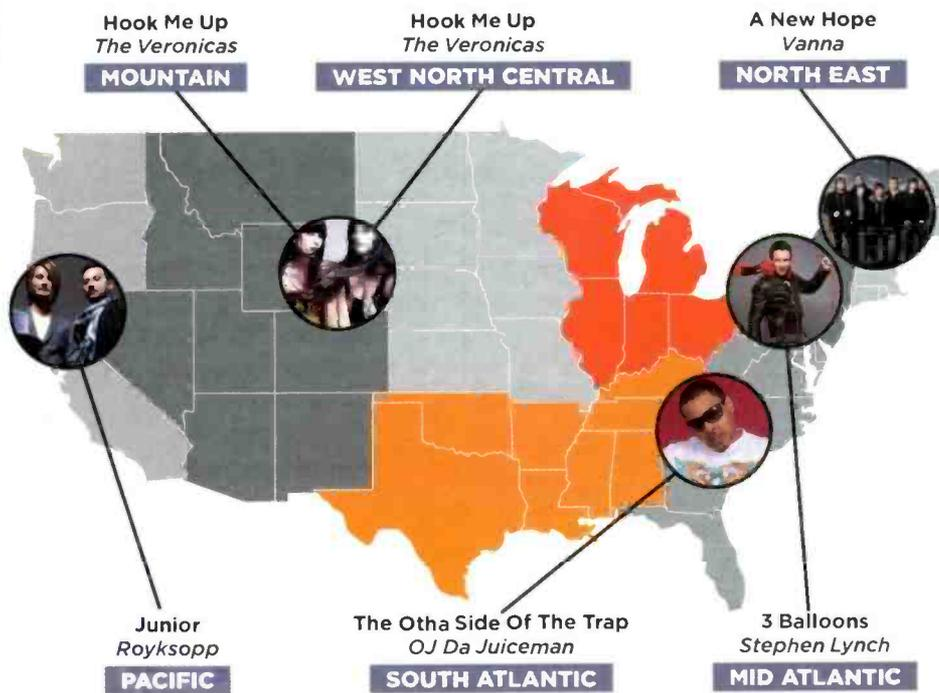 Hook Me Up
The Veronicas
MOUNTAIN
Hook Me Up
The Veronicas
WEST NORTH CENTRAL
A New Hope
Vanna
NORTH EAST
Junior
Royksopp
PACIFIC
The Otha Side Of The Trap
OJ Da Juiceman
SOUTH ATLANTIC
3 Balloons
Stephen Lynch
MID ATLANTIC